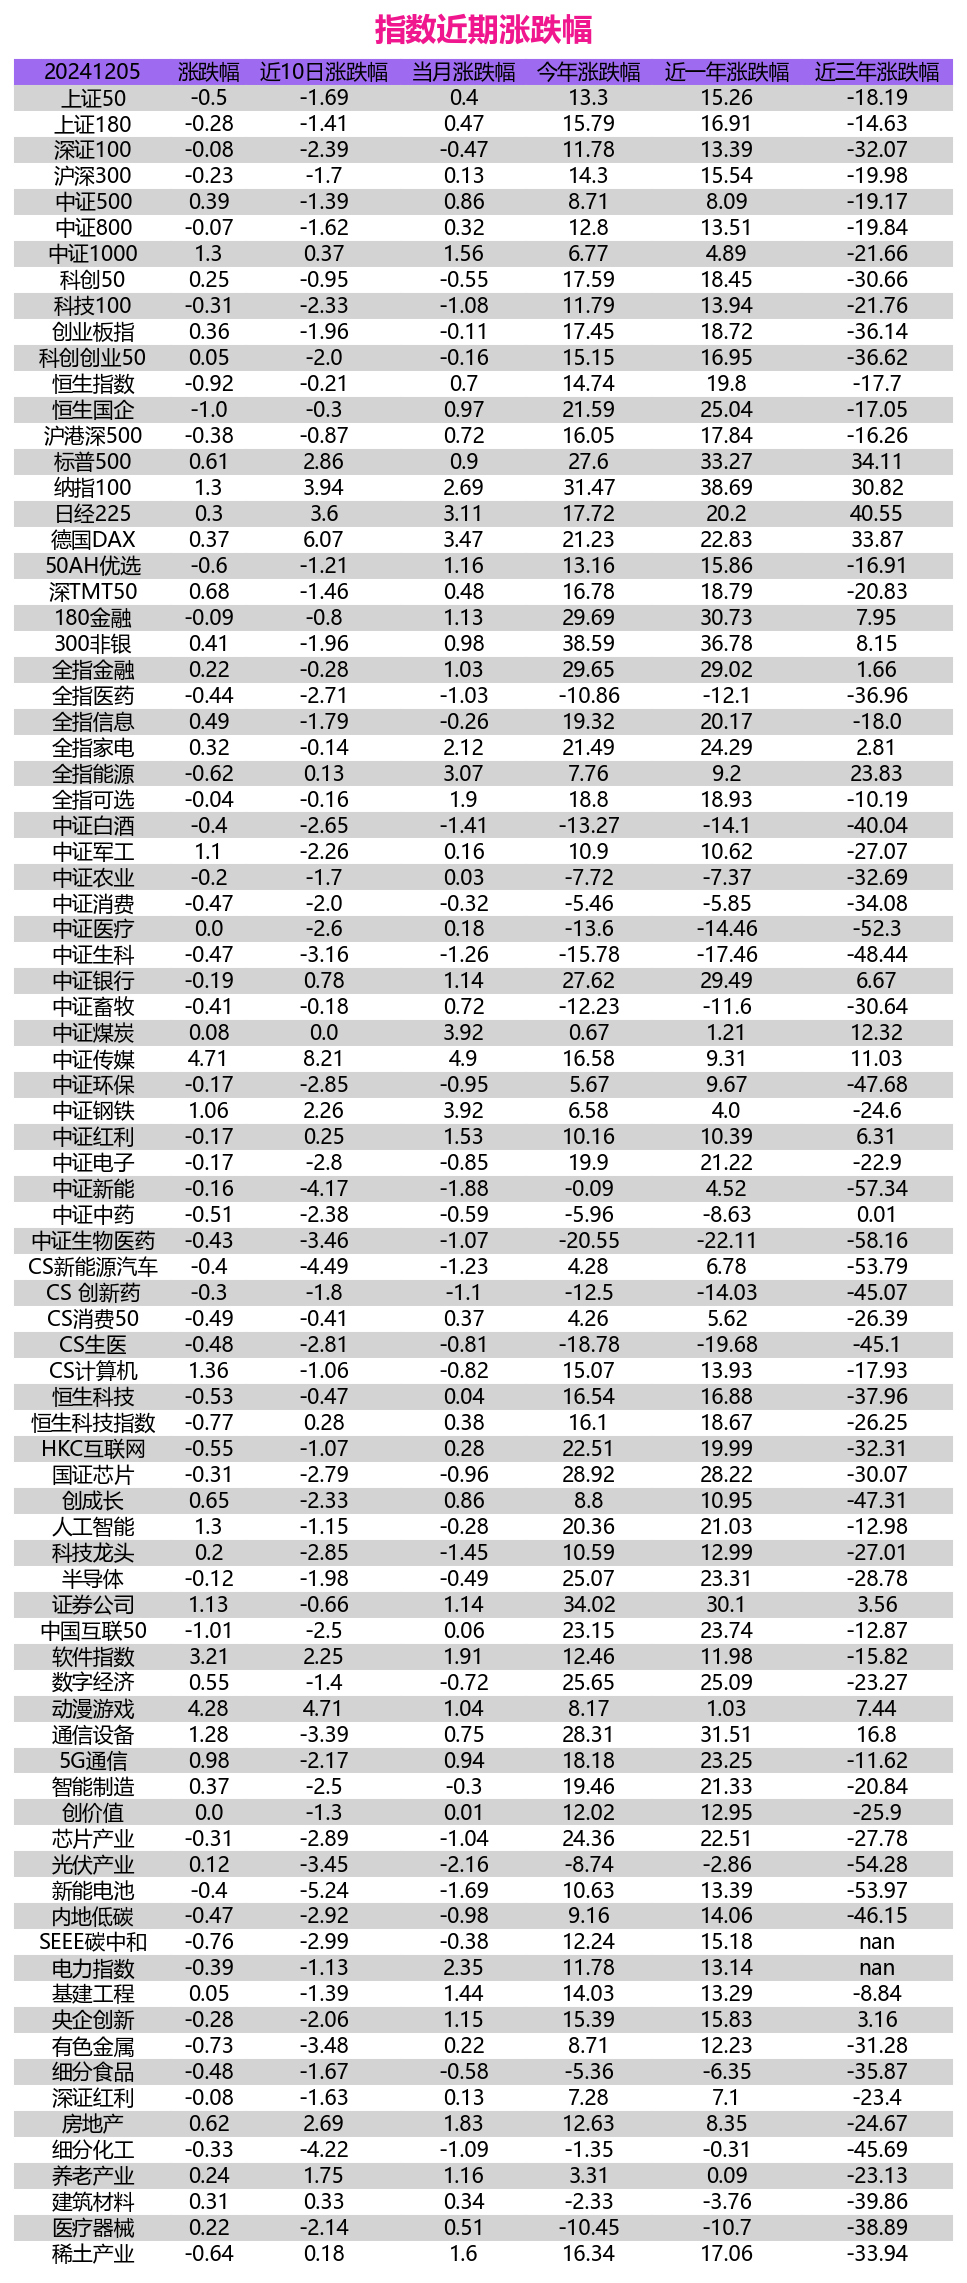 指数近期涨跌幅
20241205 涨跌幅 近10日涨跌幅 当月涨跌幅 今年涨跌幅 近一年涨跌幅 近三年涨跌幅
上证50 -0.5 -1.69 0.4 13.3 15.26 -18.19
上证180 -0.28 -1.41 0.47 15.79 16.91 -14.63
深证100 -0.08 -2.39 -0.47 11.78 13.39 -32.07
沪深300 -0.23 -1.7 0.13 14.3 15.54 -19.98
中证500 0.39 -1.39 0.86 8.71 8.09 -19.17
中证800 -0.07 -1.62 0.32 12.8 13.51 -19.84
中证1000 1.3 0.37 1.56 6.77 4.89 -21.66
科创50 0.25 -0.95 -0.55 17.59 18.45 -30.66
科技100 -0.31 -2.33 -1.08 11.79 13.94 -21.76
创业板指 0.36 -1.96 -0.11 17.45 18.72 -36.14
科创创业50 0.05 -2.0 -0.16 15.15 16.95 -36.62
恒生指数 -0.92 -0.21 0.7 14.74 19.8 -17.7
恒生国企 -1.0 -0.3 0.97 21.59 25.04 -17.05
沪港深500 -0.38 -0.87 0.72 16.05 17.84 -16.26
标普500 0.61 2.86 0.9 27.6 33.27 34.11
纳指100 1.3 3.94 2.69 31.47 38.69 30.82
日经225 0.3 3.6 3.11 17.72 20.2 40.55
德国DAX 0.37 6.07 3.47 21.23 22.83 33.87
50AH优选 -0.6 -1.21 1.16 13.16 15.86 -16.91
深TMT50 0.68 -1.46 0.48 16.78 18.79 -20.83
180金融 -0.09 -0.8 1.13 29.69 30.73 7.95
300非银 0.41 -1.96 0.98 38.59 36.78 8.15
全指金融 0.22 -0.28 1.03 29.65 29.02 1.66
全指医药 -0.44 -2.71 -1.03 -10.86 -12.1 -36.96
全指信息 0.49 -1.79 -0.26 19.32 20.17 -18.0
全指家电 0.32 -0.14 2.12 21.49 24.29 2.81
全指能源 -0.62 0.13 3.07 7.76 9.2 23.83
全指可选 -0.04 -0.16 1.9 18.8 18.93 -10.19
中证白酒 -0.4 -2.65 -1.41 -13.27 -14.1 -40.04
中证军工 1.1 -2.26 0.16 10.9 10.62 -27.07
中证农业 -0.2 -1.7 0.03 -7.72 -7.37 -32.69
中证消费 -0.47 -2.0 -0.32 -5.46 -5.85 -34.08
中证医疗 0.0 -2.6 0.18 -13.6 -14.46 -52.3
中证生科 -0.47 -3.16 -1.26 -15.78 -17.46 -48.44
中证银行 -0.19 0.78 1.14 27.62 29.49 6.67
中证畜牧 -0.41 -0.18 0.72 -12.23 -11.6 -30.64
中证煤炭 0.08 0.0 3.92 0.67 1.21 12.32
中证传媒 4.71 8.21 4.9 16.58 9.31 11.03
中证环保 -0.17 -2.85 -0.95 5.67 9.67 -47.68
中证钢铁 1.06 2.26 3.92 6.58 4.0 -24.6
中证红利 -0.17 0.25 1.53 10.16 10.39 6.31
中证电子 -0.17 -2.8 -0.85 19.9 21.22 -22.9
中证新能 -0.16 -4.17 -1.88 -0.09 4.52 -57.34
中证中药 -0.51 -2.38 -0.59 -5.96 -8.63 0.01
中证生物医药 -0.43 -3.46 -1.07 -20.55 -22.11 -58.16
CS新能源汽车 -0.4 -4.49 -1.23 4.28 6.78 -53.79
CS 创新药 -0.3 -1.8 -1.1 -12.5 -14.03 -45.07
CS消费50 -0.49 -0.41 0.37 4.26 5.62 -26.39
CS生医 -0.48 -2.81 -0.81 -18.78 -19.68 -45.1
CS计算机 1.36 -1.06 -0.82 15.07 13.93 -17.93
恒生科技 -0.53 -0.47 0.04 16.54 16.88 -37.96
恒生科技指数 -0.77 0.28 0.38 16.1 18.67 -26.25
HKC互联网 -0.55 -1.07 0.28 22.51 19.99 -32.31
国证芯片 -0.31 -2.79 -0.96 28.92 28.22 -30.07
创成长 0.65 -2.33 0.86 8.8 10.95 -47.31
人工智能 1.3 -1.15 -0.28 20.36 21.03 -12.98
科技龙头 0.2 -2.85 -1.45 10.59 12.99 -27.01
半导体 -0.12 -1.98 -0.49 25.07 23.31 -28.78
证券公司 1.13 -0.66 1.14 34.02 30.1 3.56
中国互联50 -1.01 -2.5 0.06 23.15 23.74 -12.87
软件指数 3.21 2.25 1.91 12.46 11.98 -15.82
数字经济 0.55 -1.4 -0.72 25.65 25.09 -23.27
动漫游戏 4.28 4.71 1.04 8.17 1.03 7.44
通信设备 1.28 -3.39 0.75 28.31 31.51 16.8
5G通信 0.98 -2.17 0.94 18.18 23.25 -11.62
智能制造 0.37 -2.5 -0.3 19.46 21.33 -20.84
创价值 0.0 -1.3 0.01 12.02 12.95 -25.9
芯片产业 -0.31 -2.89 -1.04 24.36 22.51 -27.78
光伏产业 0.12 -3.45 -2.16 -8.74 -2.86 -54.28
新能电池 -0.4 -5.24 -1.69 10.63 13.39 -53.97
内地低碳 -0.47 -2.92 -0.98 9.16 14.06 -46.15
SEEE碳中和 -0.76 -2.99 -0.38 12.24 15.18 nan
电力指数 -0.39 -1.13 2.35 11.78 13.14 nan
基建工程 0.05 -1.39 1.44 14.03 13.29 -8.84
央企创新 -0.28 -2.06 1.15 15.39 15.83 3.16
有色金属 -0.73 -3.48 0.22 8.71 12.23 -31.28
细分食品 -0.48 -1.67 -0.58 -5.36 -6.35 -35.87
深证红利 -0.08 -1.63 0.13 7.28 7.1 -23.4
房地产 0.62 2.69 1.83 12.63 8.35 -24.67
细分化工 -0.33 -4.22 -1.09 -1.35 -0.31 -45.69
养老产业 0.24 1.75 1.16 3.31 0.09 -23.13
建筑材料 0.31 0.33 0.34 -2.33 -3.76 -39.86
医疗器械 0.22 -2.14 0.51 -10.45 -10.7 -38.89
稀土产业 -0.64 0.18 1.6 16.34 17.06 -33.94